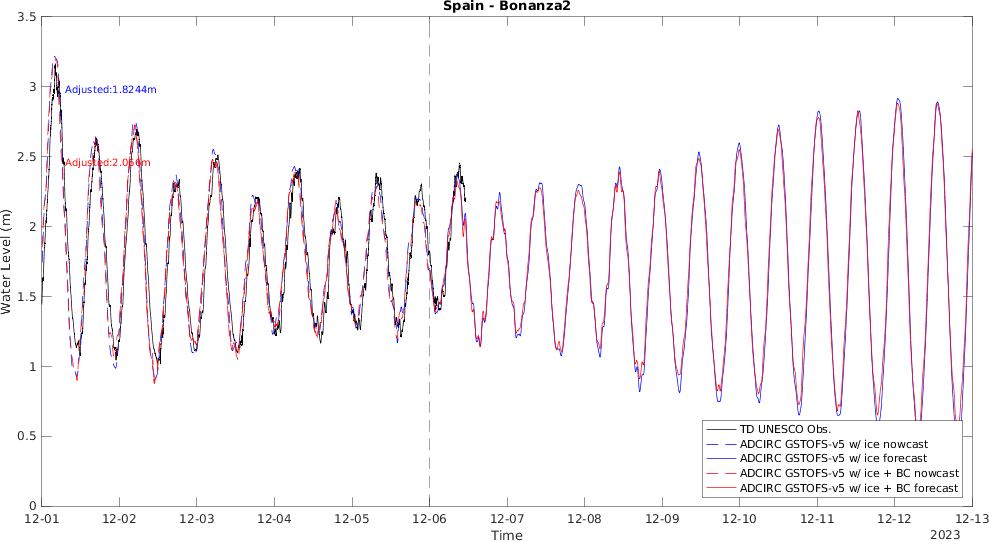 Spain - Bonanza2
3.5
3
2.5
2
1.5
1
0.5
0
Water Level (m)
Adjusted:1.8244m
Adjusted:2.066m
TD UNESCO Obs.
ADCIRC GSTOFS-v5 w/ ice nowcast
ADCIRC GSTOFS-v5 w/ ice forecast
ADCIRC GSTOFS-v5 w/ ice + BC nowcast
ADCIRC GSTOFS-v5 w/ ice + BC forecast
12-01 12-02 12-03 12-04 12-05 12-06 12-07 12-08 12-09 12-10 12-11 12-12 12-13
Time
2023